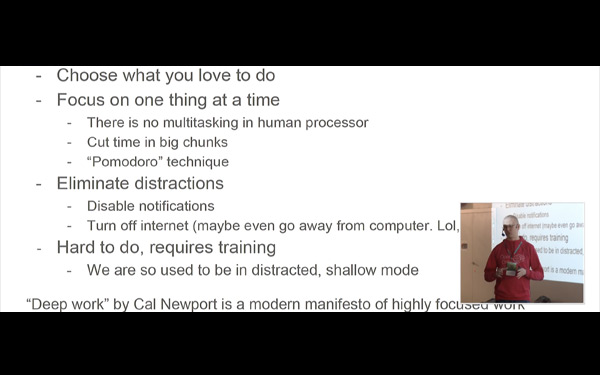 - Choose what you love to do
- Focus on one thing at a time
- There is no multitasking in human processor
- Cut time in big chunks
- “Pomodoro” technique
- Eliminate distractions
- Disable notifications
- Turn off internet (maybe even go away from computer. Lol,
- Hard to do, requires training
- We are so used to be in distracted, shallow mode
“Deep work” by Cal Newport is a modern manifesto of highly focused work
Eliminate distractions
Disable notifications
off internet (maybe even go awa
requires training
used to be in distracted,
ort is a modern ma